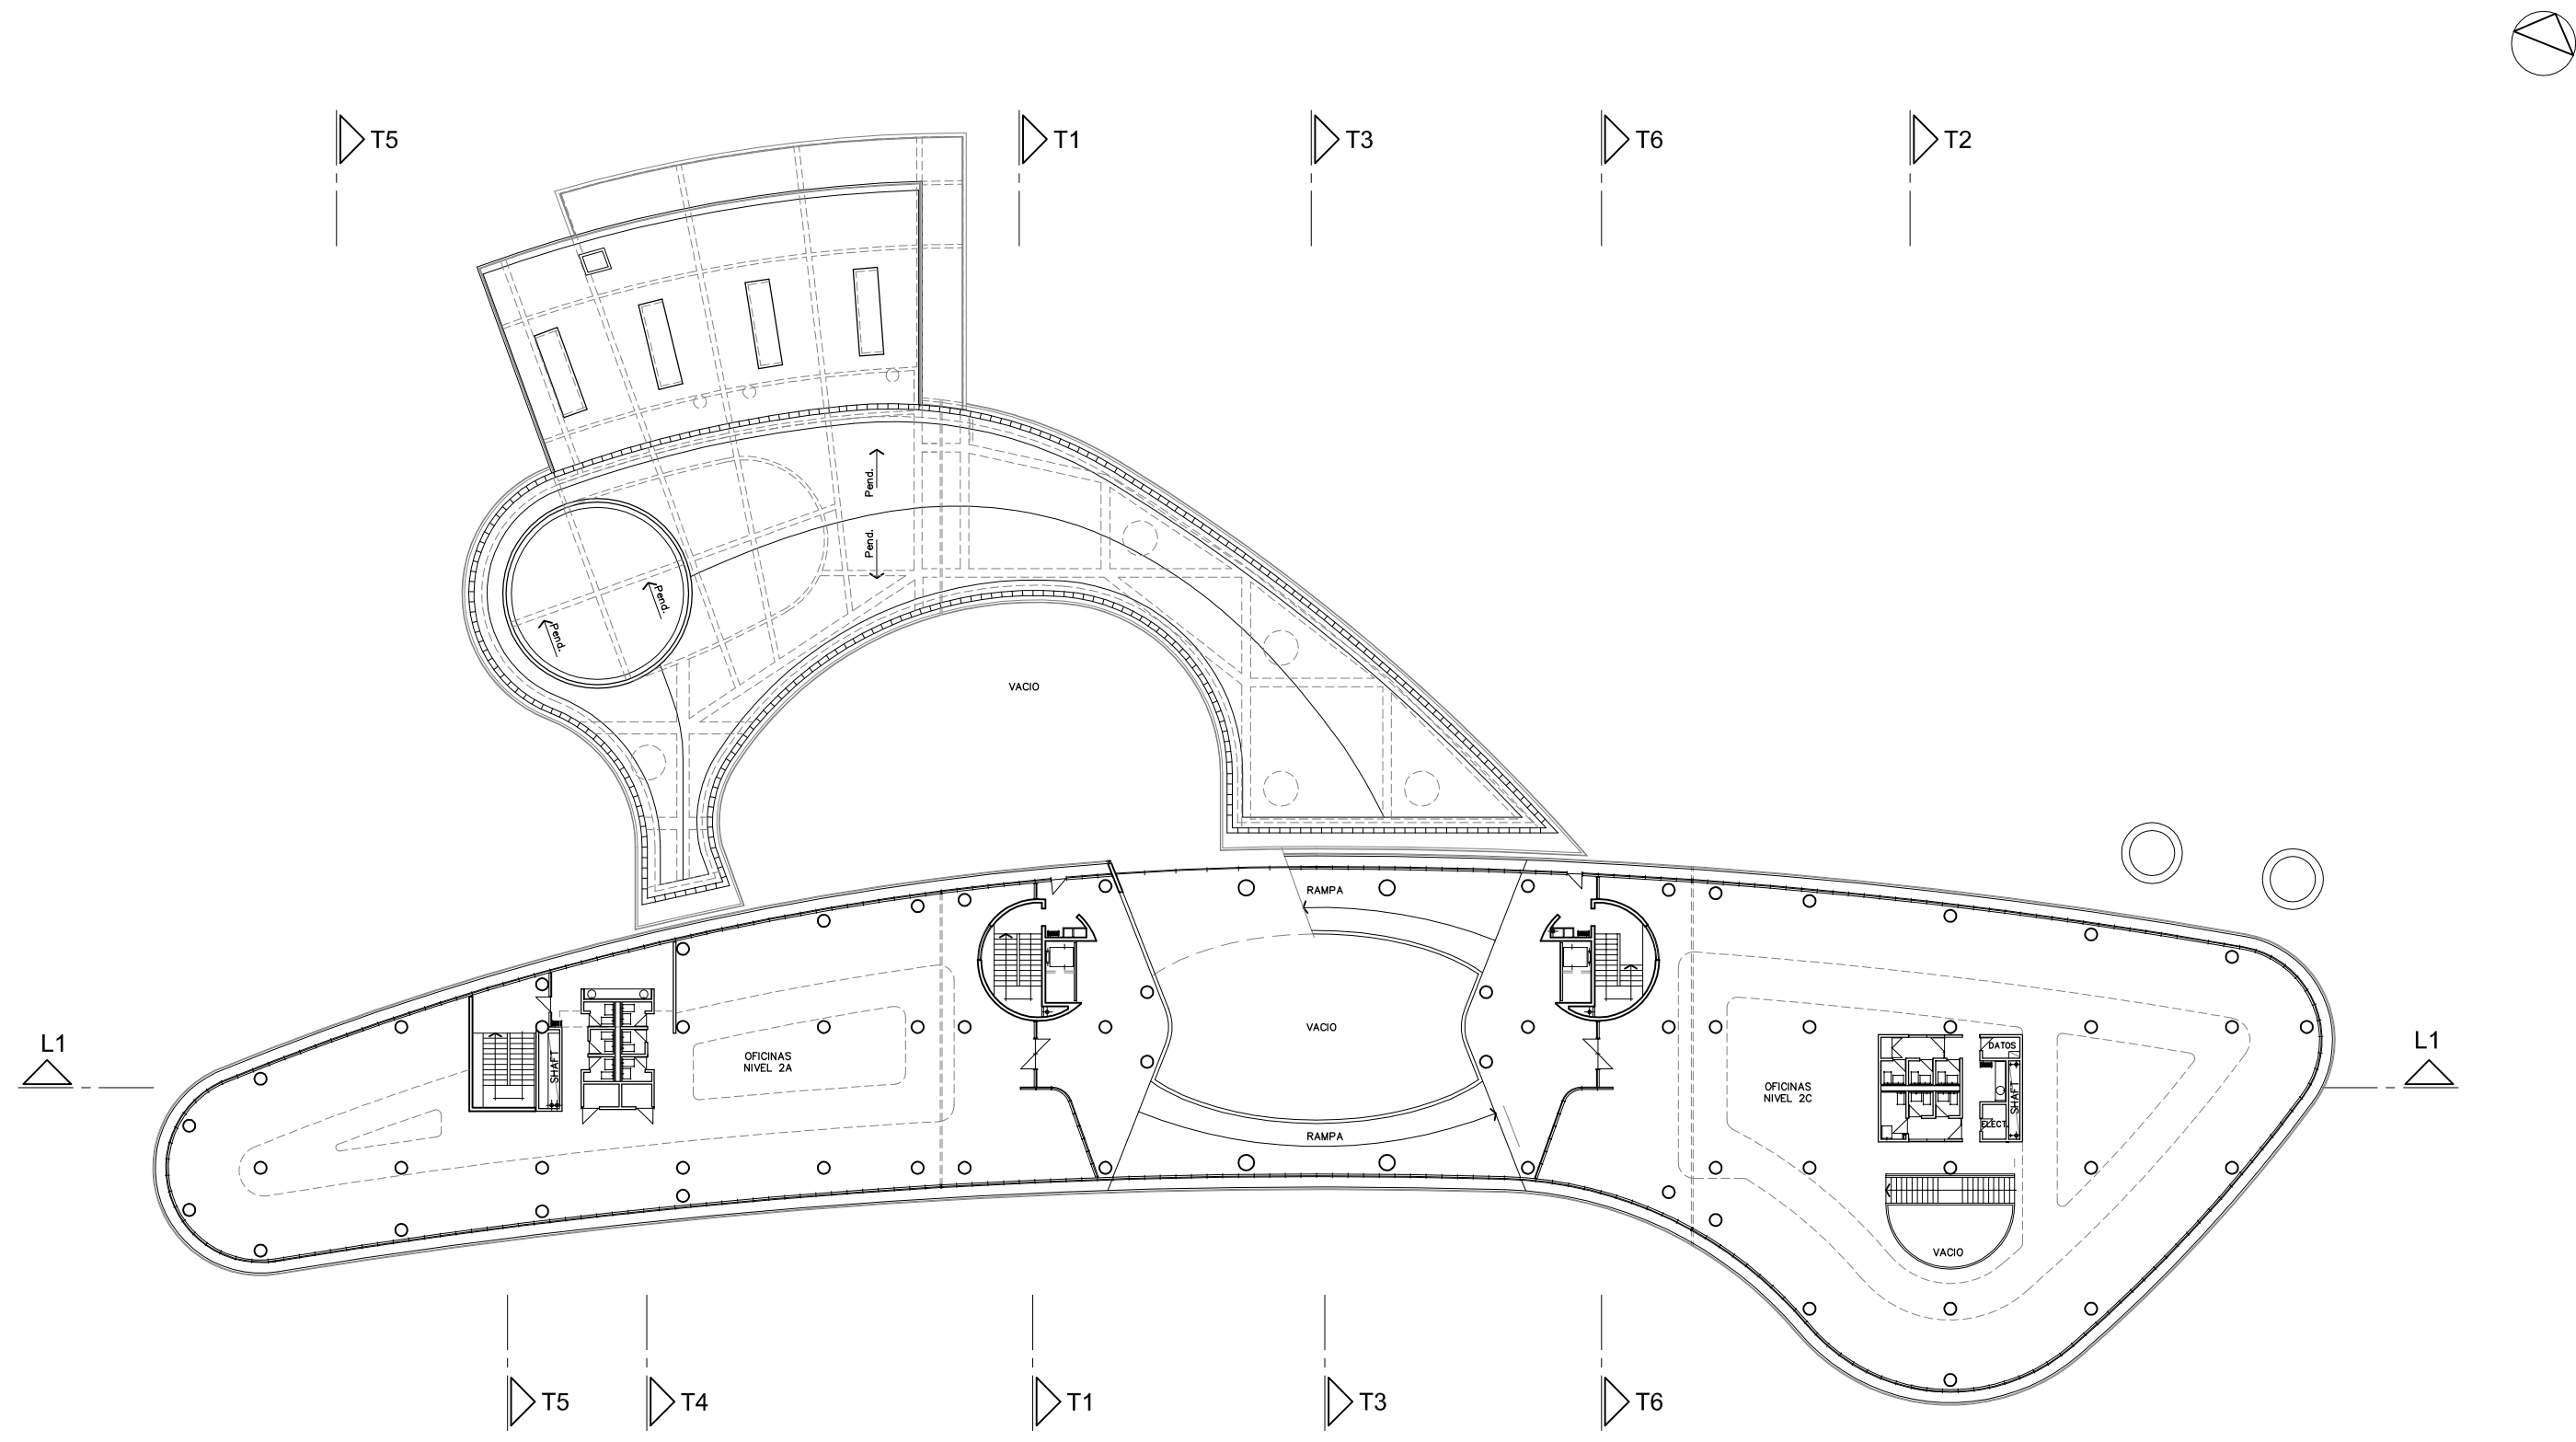 T5
T1
T3
T6
T2
Pend.
Pend.
Pend.
Pend.
VACIO
RAMPA
L1
OFICINAS
NIVEL 2A
SHAFT
VACIO
L1
DATOS
OFICINAS
NIVEL 2C
SHAFT
ELECT.
RAMPA
VACIO
T5
T4
T1
T3
T6